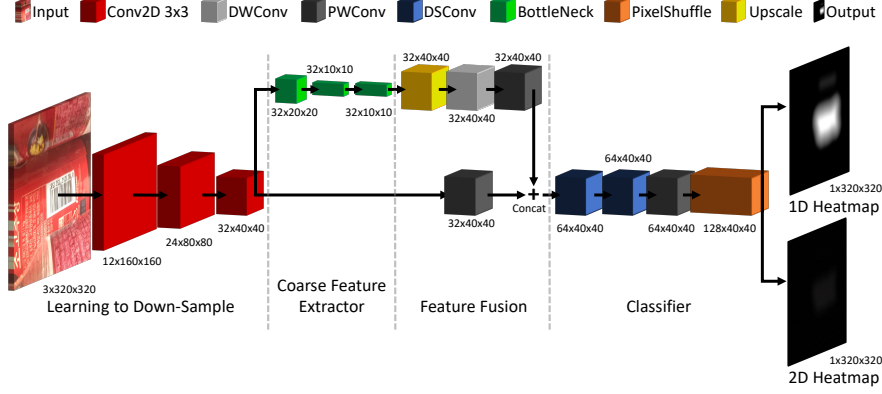 Input Conv2D 3x3 DWConv PWConv DSConv BottleNeck PixelShuffle Upscale Output
32x10x10
32x40x40
32x40x40
32x20x20
32x10x10
32x40x40
64x40x40
+
Concat
32x40x40
64x40x40
64x40x40
128x40x40
32x40x40
24x80x80
12x160x160
3x320x320
1x320x320
1D Heatmap
Learning to Down-Sample
Coarse Feature
Extractor
Feature Fusion
Classifier
1x320x320
2D Heatmap